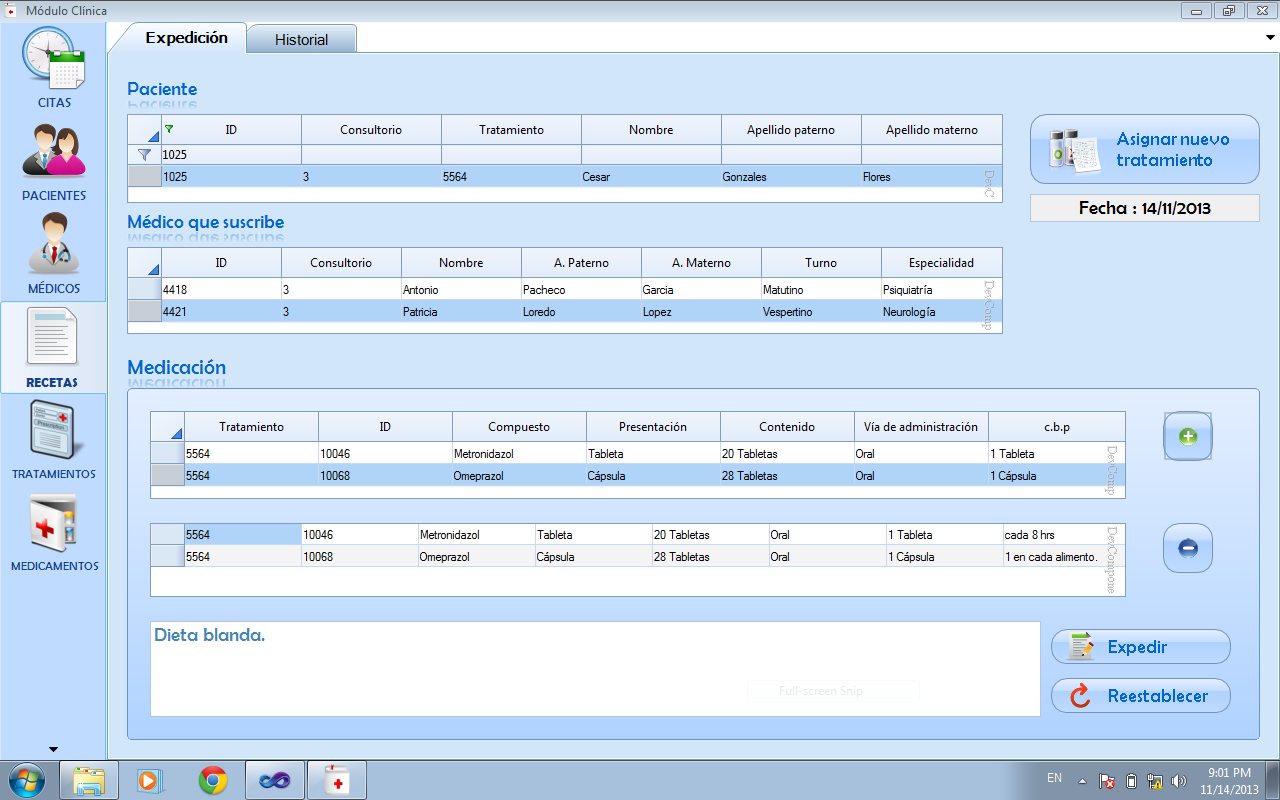 Módulo Clínica
Expedición
Historial
CITAS
PACIENTES
MÉDICOS
RECETAS
TRATAMIENTOS
MEDICAMENTOS
Paciente
ID Consultorio Tratamiento Nombre Apellido paterno Apellido materno
1025
1025 3 5564 Cesar Gonzales Flores
DevC
Asignar nuevo
tratamiento
Fecha : 14/11/2013
Médico que suscribe
ID Consultorio Nombre A. Paterno A. Materno Turno Especialidad
4418 3 Antonio Pacheco Garcia Matutino Psiquiatría
4421 3 Patricia Loredo Lopez Vespertino Neurología
DevComp
Medicación
Tratamiento ID Compuesto Presentación Contenido Vía de administración c.b.p
5564 10046 Metronidazol Tableta 20 Tabletas Oral 1 Tableta
5564 10068 Omeprazol Cápsula 28 Tabletas Oral 1 Cápsula
DevComp
5564 10046 Metronidazol Tableta 20 Tabletas Oral 1 Tableta cada 8 hrs
5564 10068 Omeprazol Cápsula 28 Tabletas Oral 1 Cápsula 1 en cada alimento.
DevCompone
Dieta blanda.
Full-screen Snip
Expedir
Reestablecer
EN
9:01 PM
11/14/2013